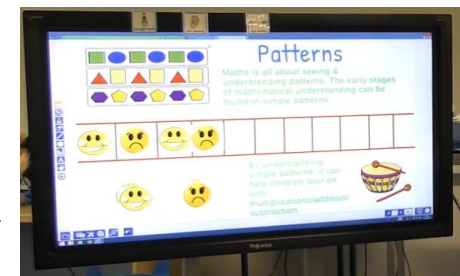 Patterns
Maths is all about seeing &
understanding patterns. The early stages
of mathematical understanding can be
found in simple patterns.
By understanding
simple patterns it can
help children later on
with
multiplications/addition/
subtraction.